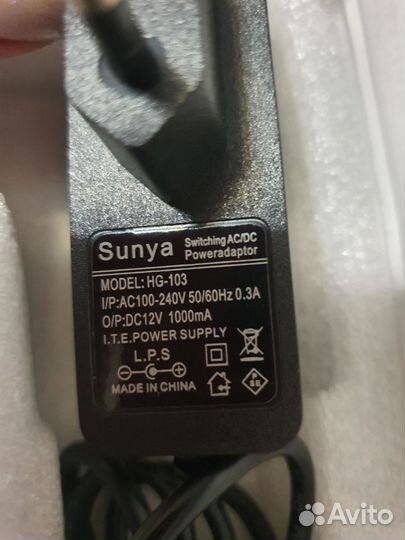 Sunya Switching AC/DC Poweradaptor
MODEL: HG-103
I/P:AC100-240V 50/60Hz 0.3A
O/P:DC12V 1000mA
I.T.E.POWER SUPPLY
L.P.S
MADE IN CHINA
P
SE
Avito